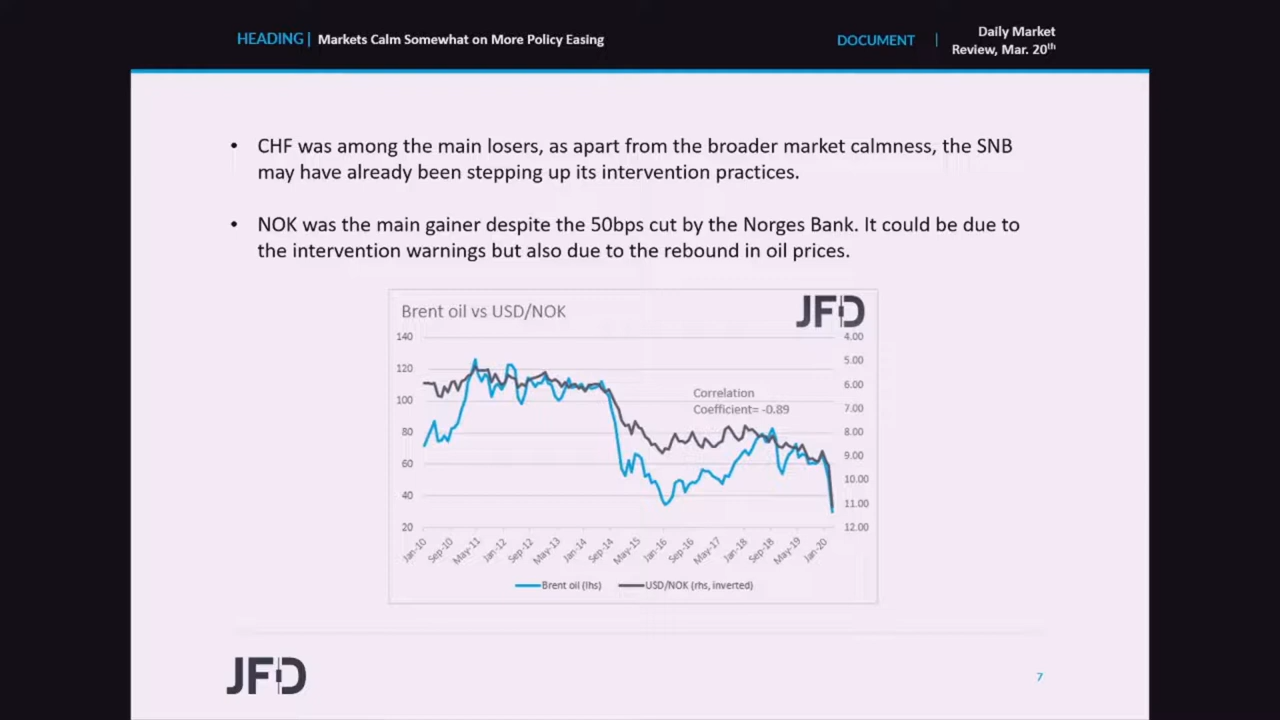 HEADING | Markets Calm Somewhat on More Policy Easing
DOCUMENT | Daily Market
Review, Mar. 20th
• CHF was among the main losers, as apart from the broader market calmness, the SNB
may have already been stepping up its intervention practices.
• NOK was the main gainer despite the 50bps cut by the Norges Bank. It could be due to
the intervention warnings but also due to the rebound in oil prices.
Brent oil vs USD/NOK
JFD
140
120
100
80
60
40
20
4.00
5.00
6.00
7.00
8.00
9.00
10.00
11.00
12.00
Correlation
Coefficient= -0.89
Jan-10 Sep-10 May-11 Jan-12 Sep-12 May-13 Jan-14 Sep-14 May-15 Jan-16 Sep-16 May-17 Jan-18 Sep-18 May-19 Jan-20
Brent oil (lhs) USD/NOK (rhs, inverted)
JFD
7